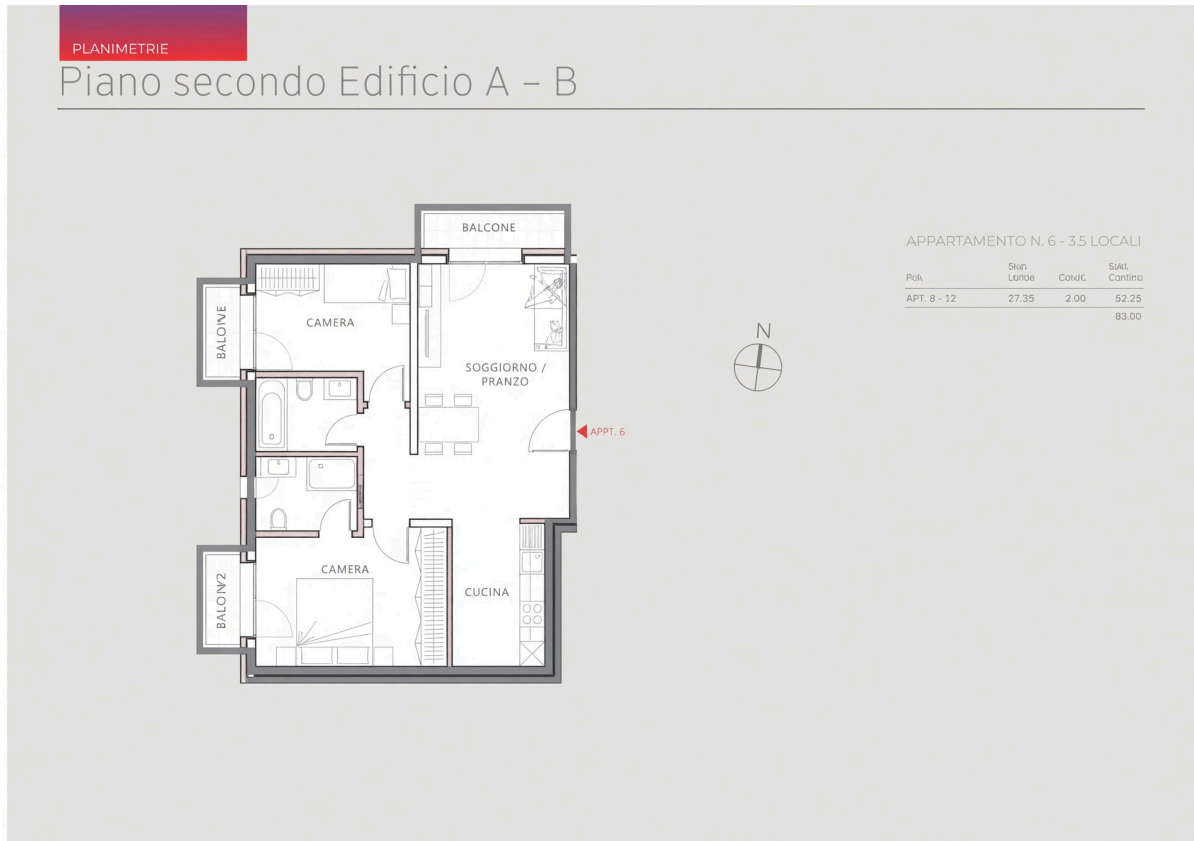 PLANIMETRIE
Piano secondo Edificio A – B
BALCONE
APPARTAMENTO N. 6 - 3.5 LOCALI
Cantina
APT. 8 - 12 27.35 2.00 52.25
83.00
N
CAMERA
SOGGIORNO /
PRANZO
APPT. 6
CAMERA
CUCINA
BALON2